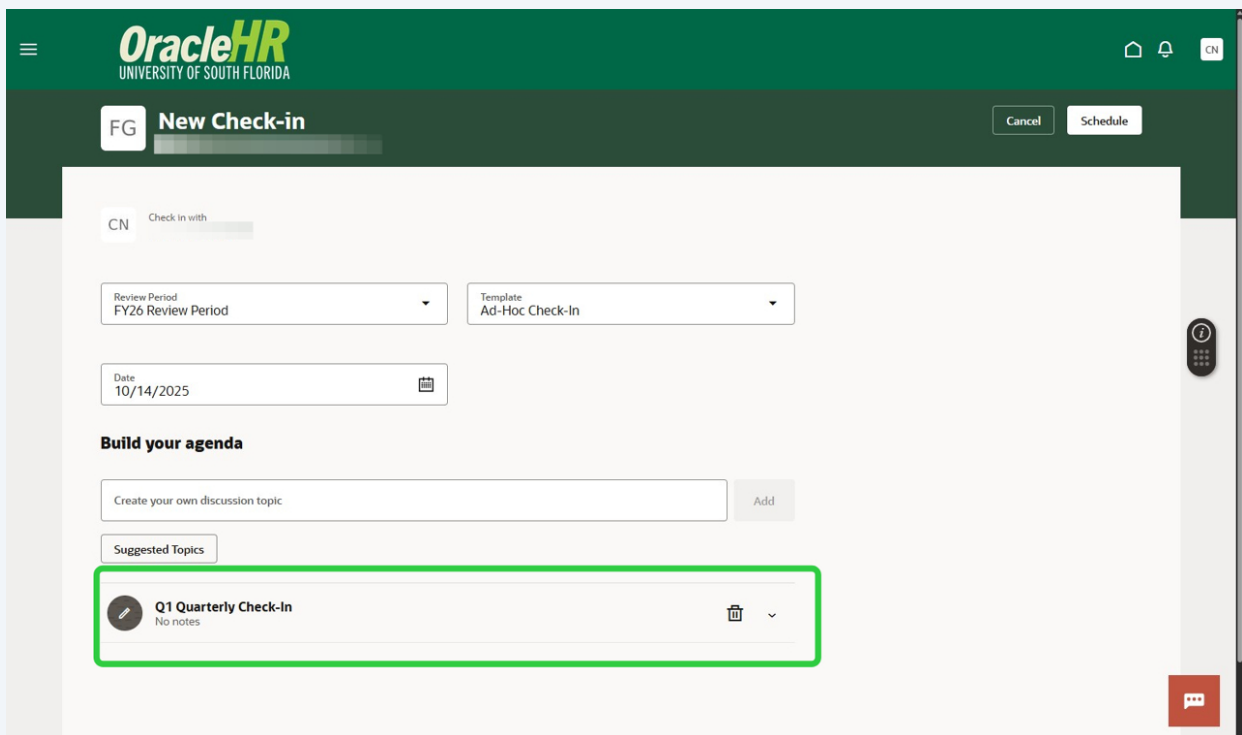 OracleHR
UNIVERSITY OF SOUTH FLORIDA
CN
FG
New Check-in
Cancel
Schedule
CN
Check in with
Review Period
FY26 Review Period
Template
Ad-Hoc Check-In
Date
10/14/2025
Build your agenda
Create your own discussion topic
Add
Suggested Topics
Q1 Quarterly Check-In
No notes